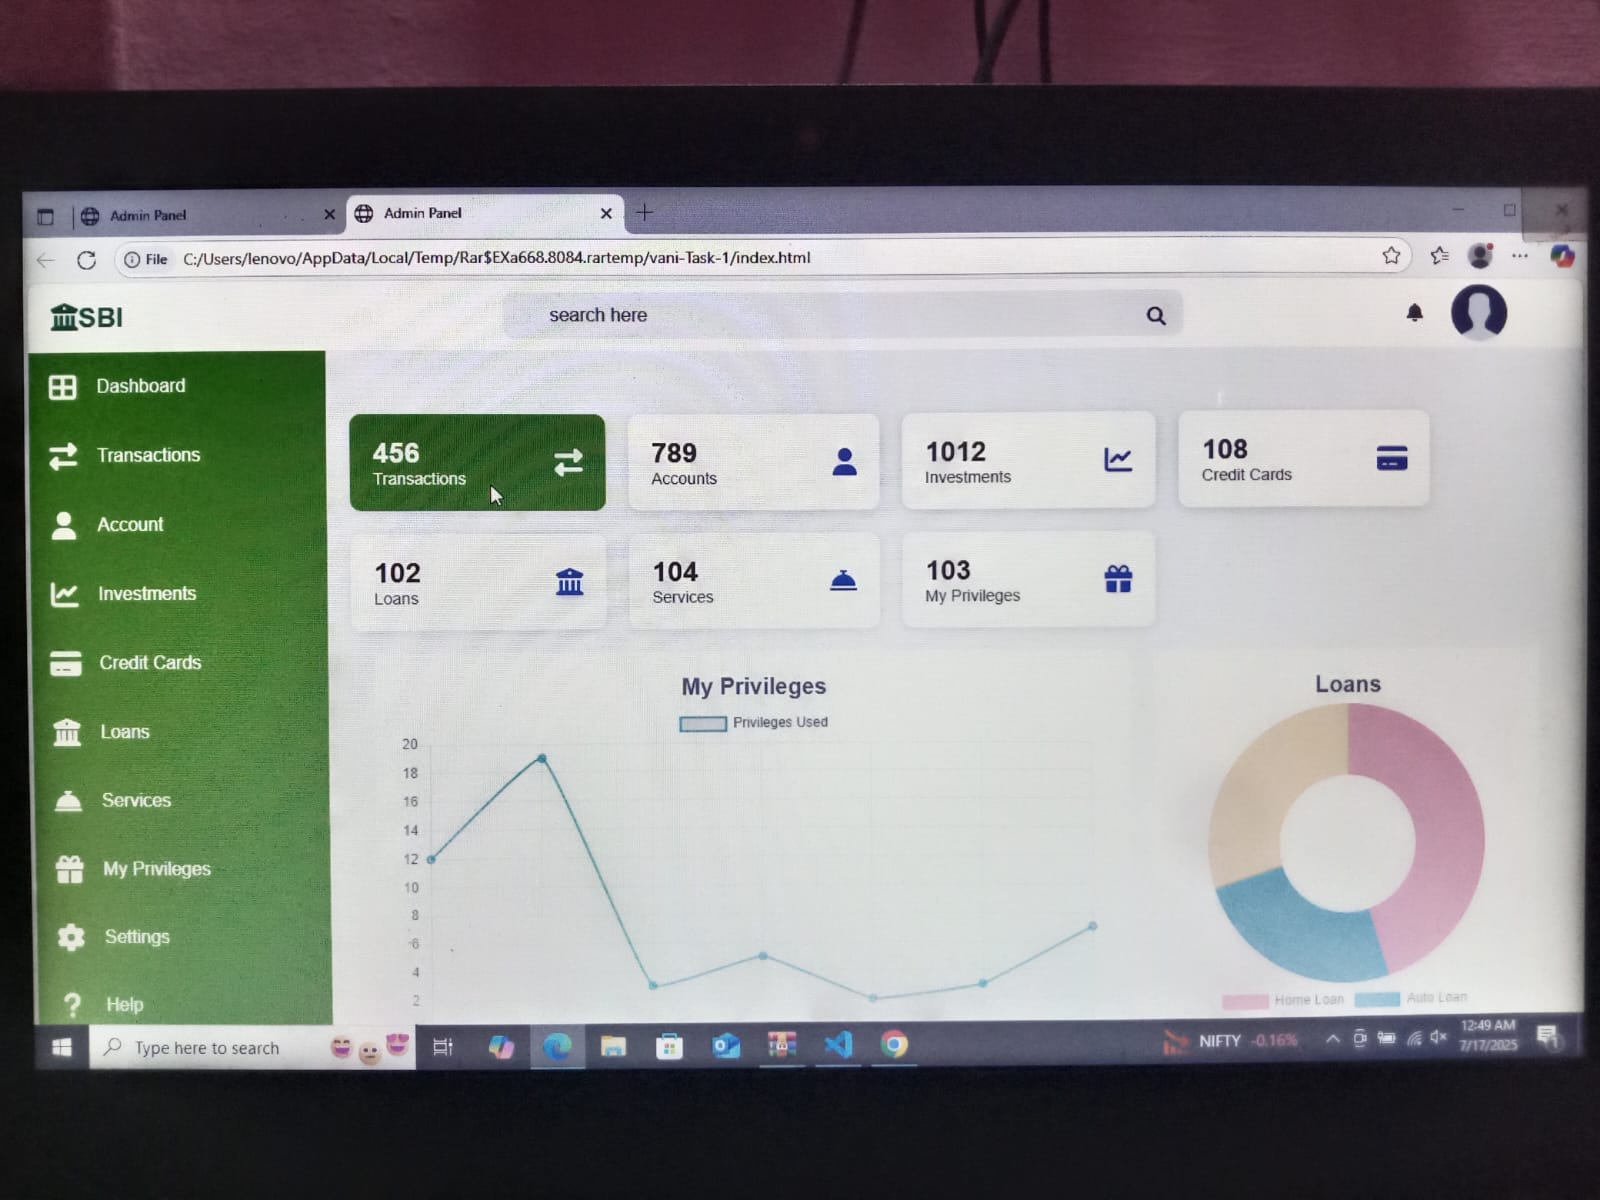 Admin Panel
Admin Panel
File C:/Users/lenovo/AppData/Local/Temp/Rar$EXa668.8084.rartemp/vani-Task-1/index.html
SBI
search here
Dashboard
Transactions
Account
Investments
Credit Cards
Loans
Services
My Privileges
Settings
Help
456
Transactions
789
Accounts
1012
Investments
108
Credit Cards
102
Loans
104
Services
103
My Privileges
My Privileges
Privileges Used
20
18
16
14
12
10
8
6
4
2
Loans
Home Loan Auto Loan
Type here to search
NIFTY -0.16%
12:49 AM
7/17/2025